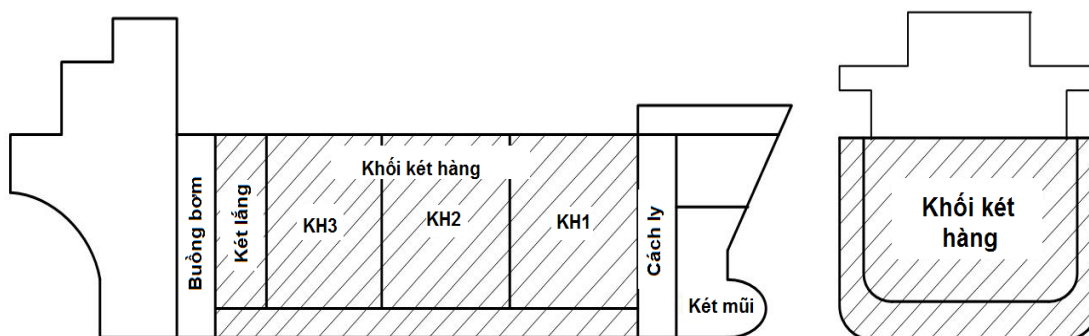 Buồng bơm
Két lắng
Khối két hàng
KH3
KH2
KH1
Cách ly
Két mũi
Khối két
hàng